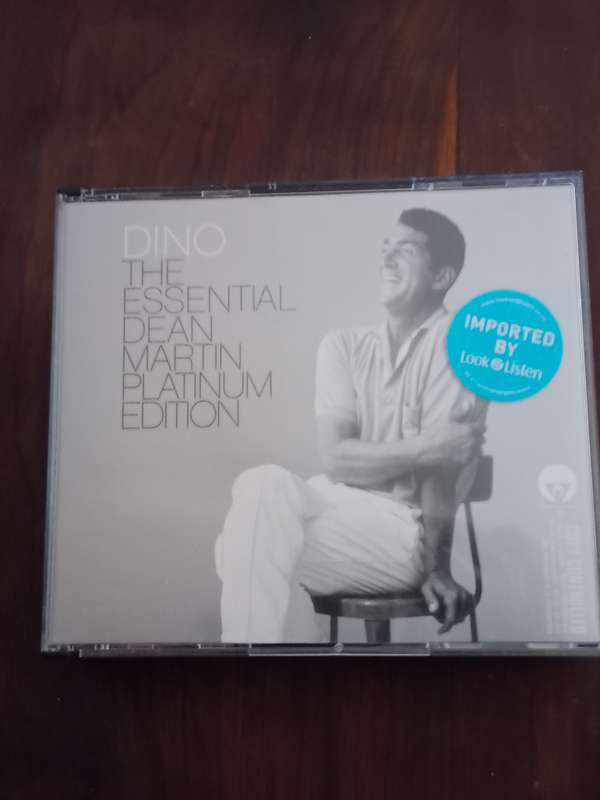 DINO
THE
ESSENTIAL
DEAN
MARTIN
PLATINUM
EDITION
IMPORTED
BY
Look & Listen